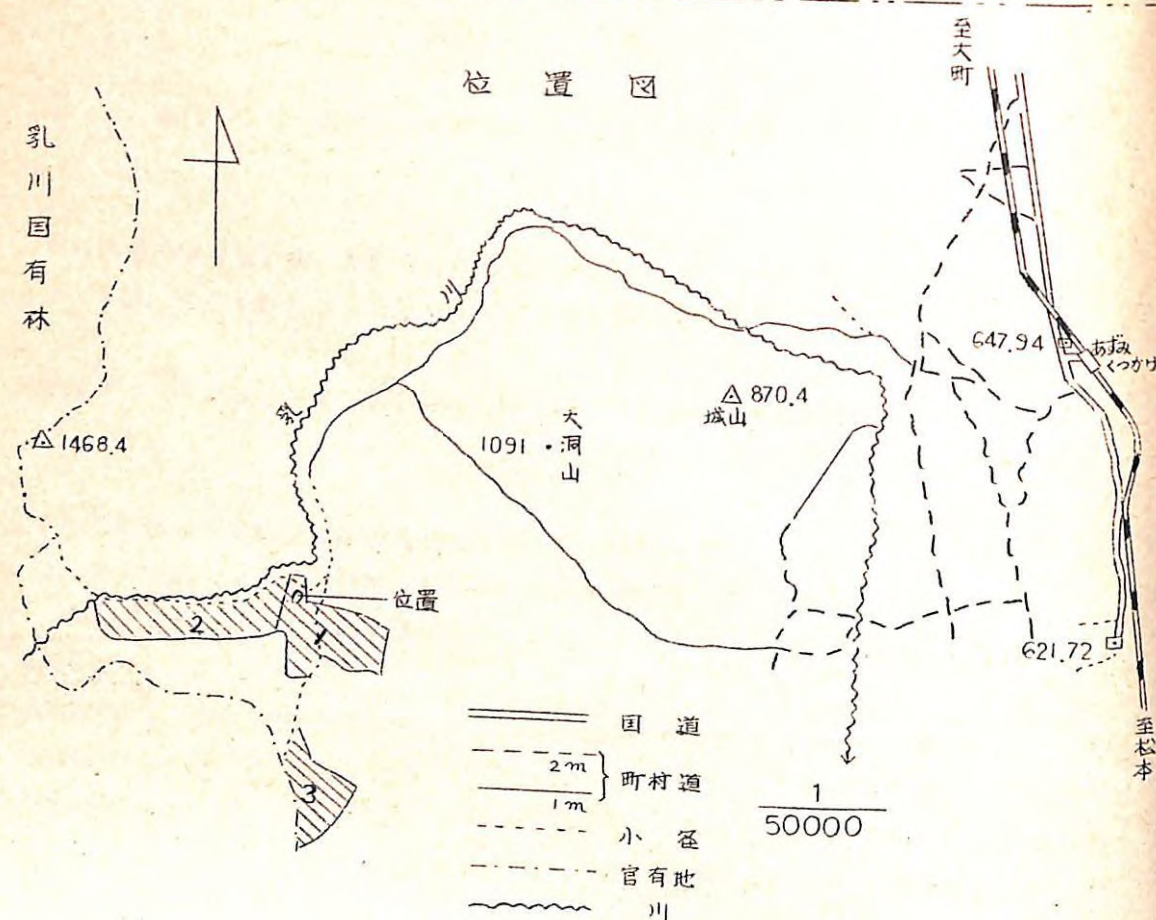 位置図
至大町
乳川国有林
乳川
647.94
あずみ
くつかけ
870.4
城山
1468.4
1091
大洞山
位置
2
1
621.72
3
至松本
国道
2m
町村道
1m
小径
官有地
川
1
50000